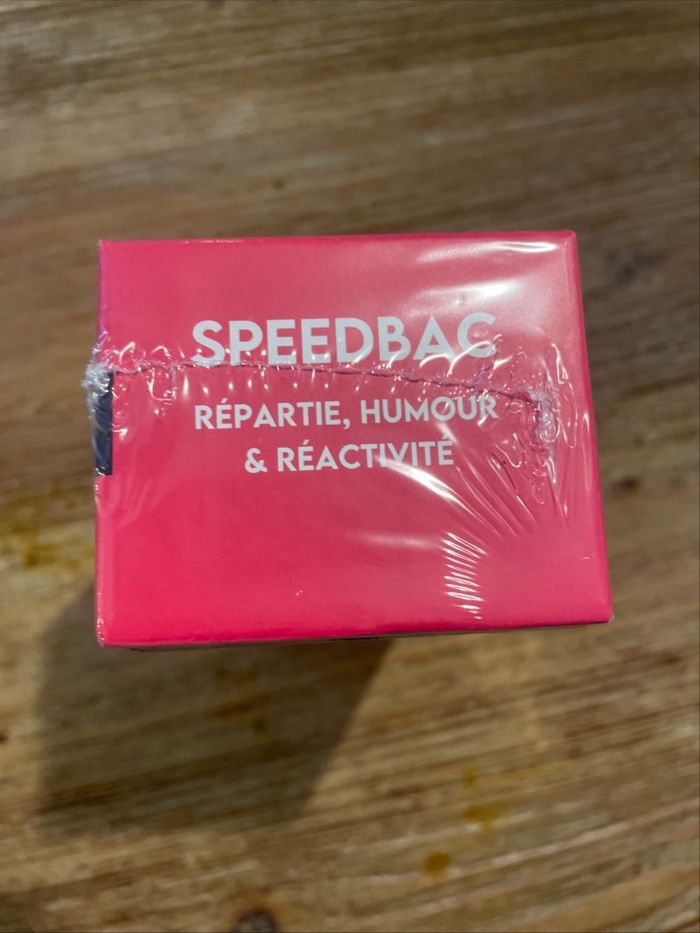 SPEEDBAC
RÉPARTIE, HUMOUR
& RÉACTIVITÉ